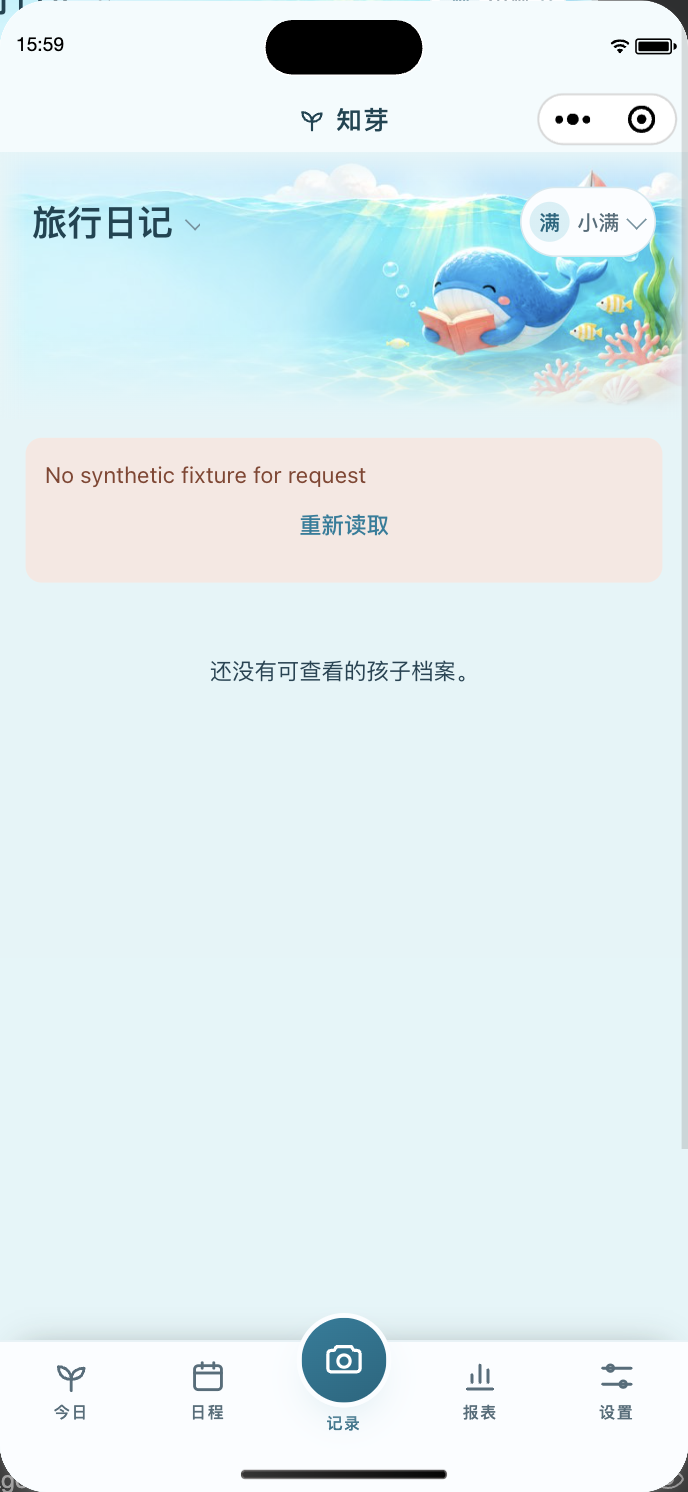 15:59
知芽
旅行日记
满 小满
No synthetic fixture for request
重新读取
还没有可查看的孩子档案。
今日
日程
记录
报表
设置